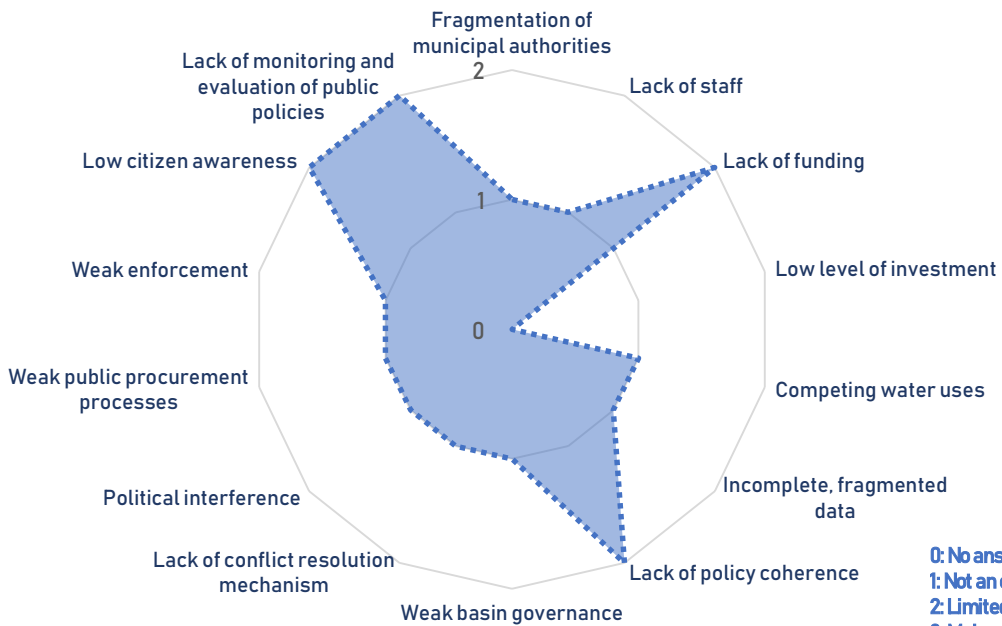 Fragmentation of
municipal authorities
Lack of monitoring and
evaluation of public
policies
2
Lack of staff
Low citizen awareness
Lack of funding
1
Weak enforcement
Low level of investment
0
Weak public procurement
processes
Competing water uses
Political interference
Incomplete, fragmented
data
Lack of conflict resolution
mechanism
Lack of policy coherence
Weak basin governance
0: No
1: Not an
2: Limited